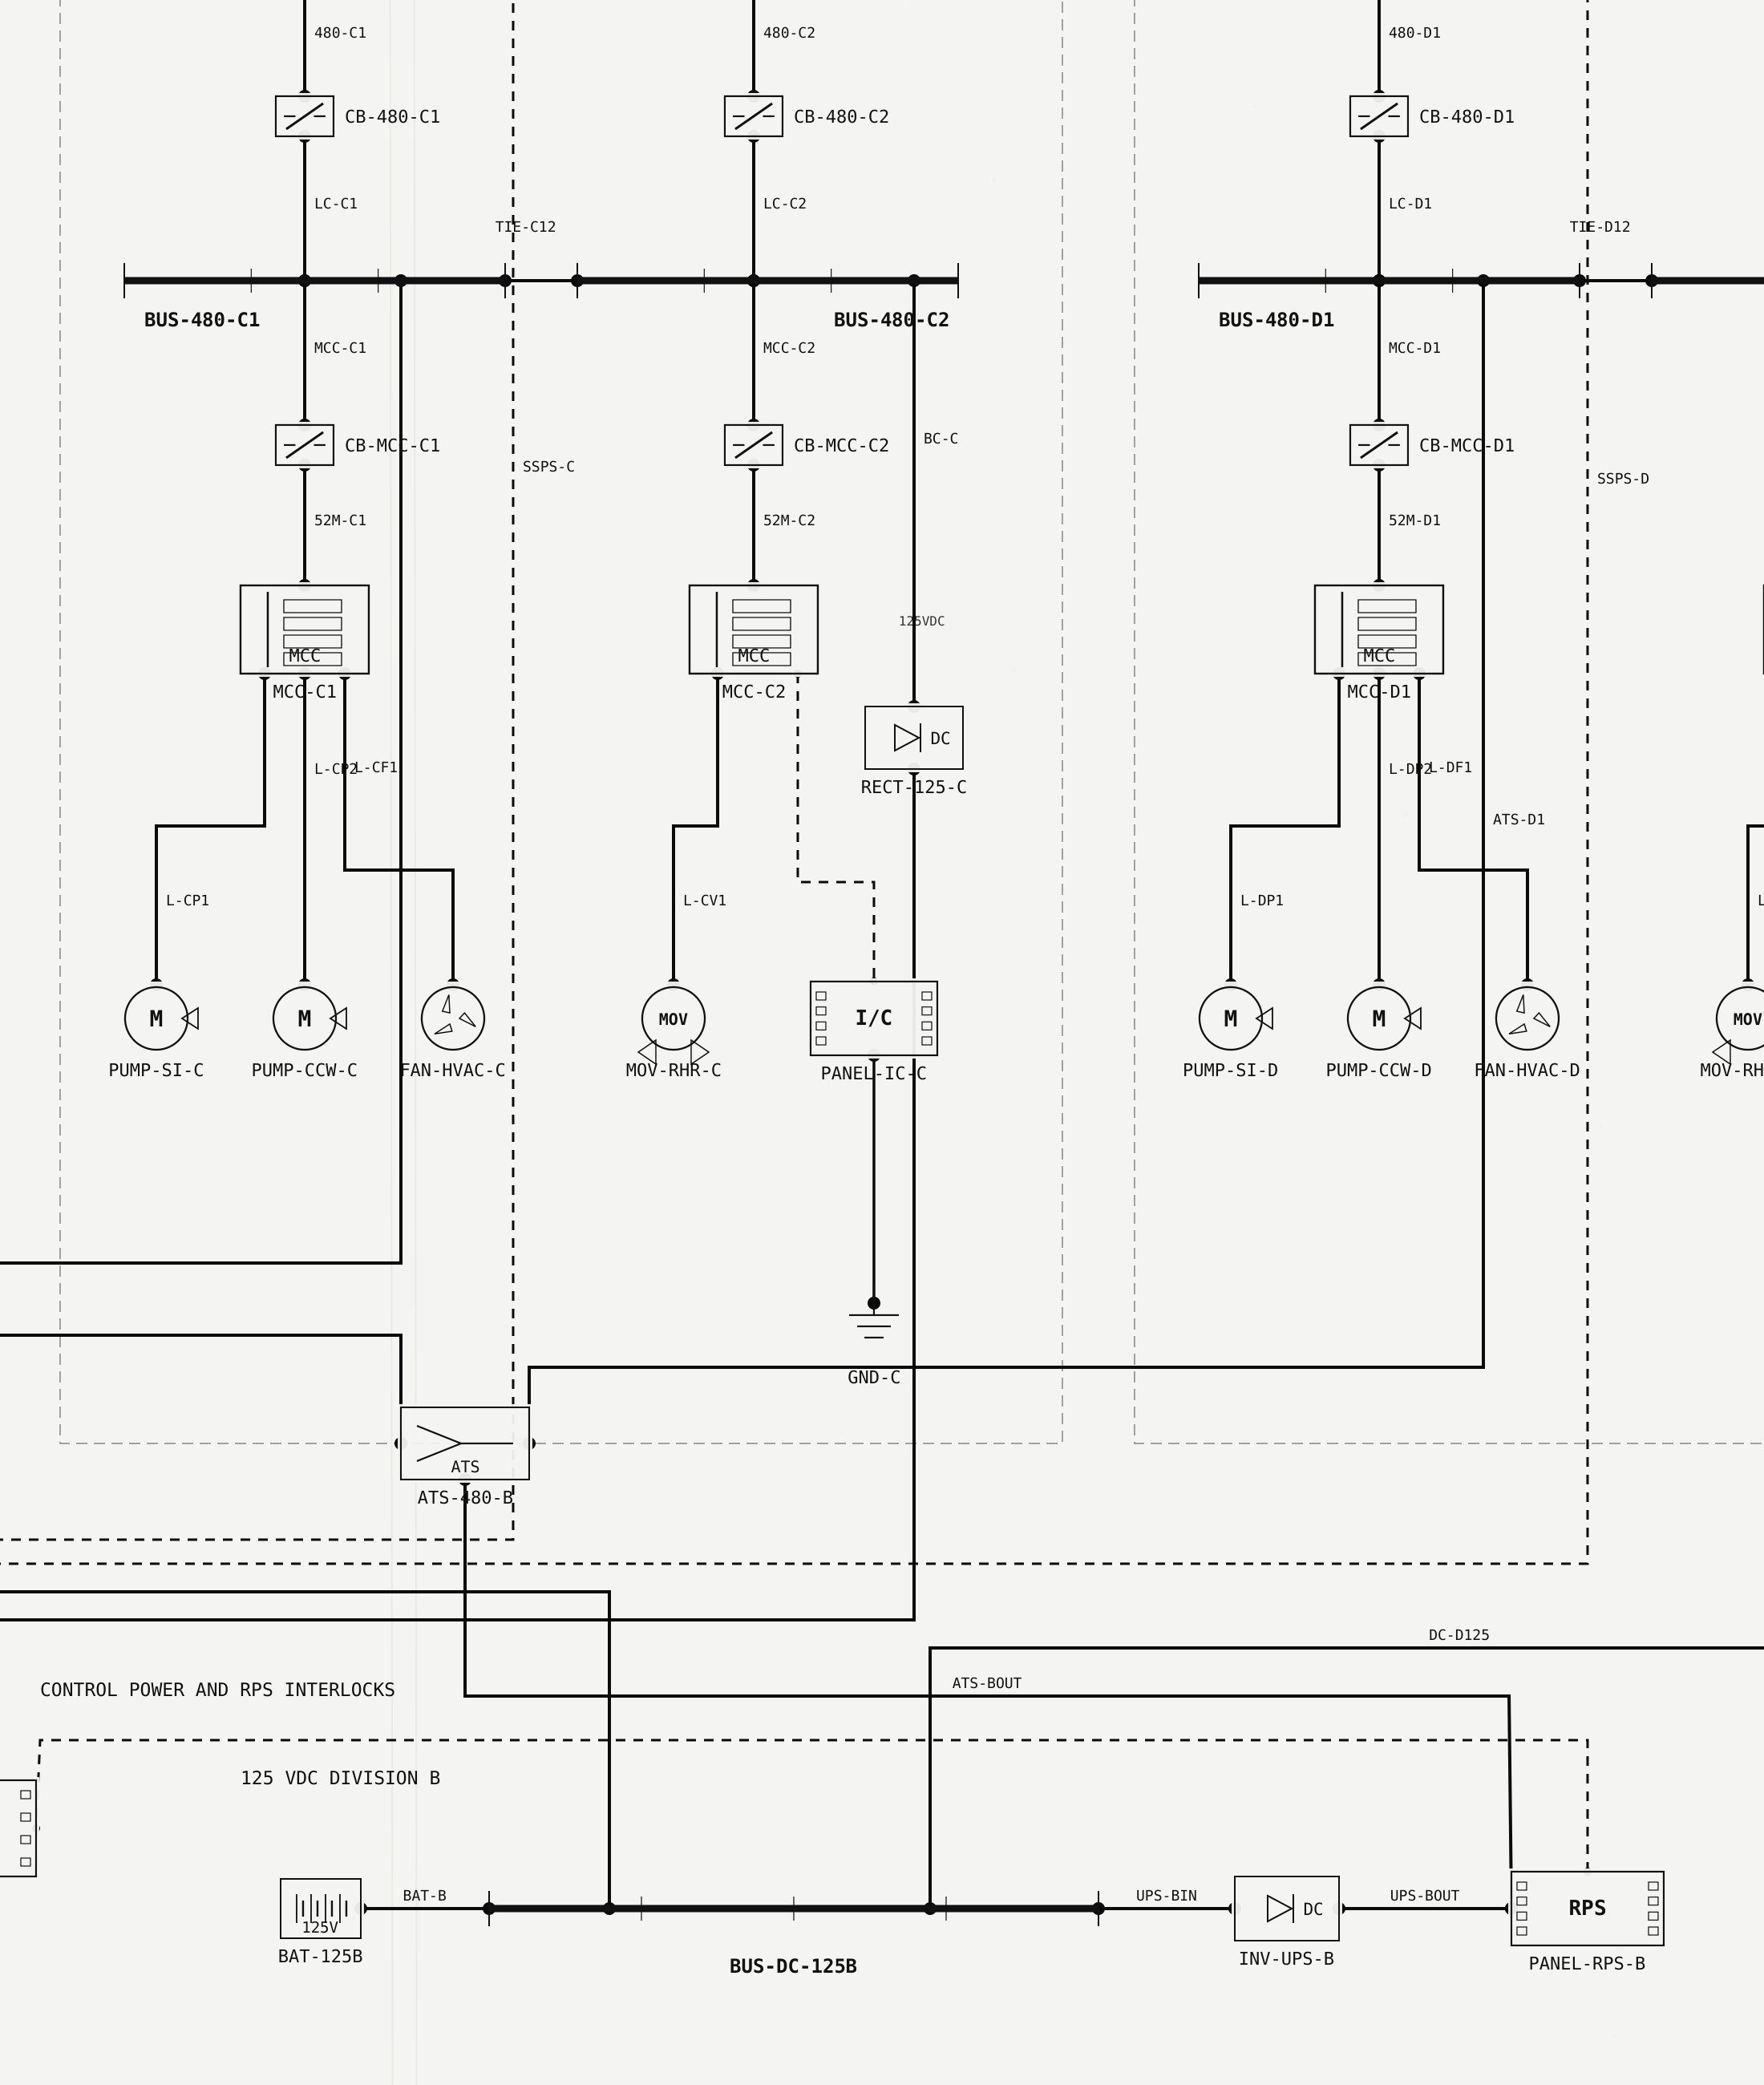 480-C1
480-C2
480-D1
CB-480-C1
CB-480-C2
CB-480-D1
LC-C1
LC-C2
LC-D1
TIE-C12
TIE-D12
BUS-480-C1
BUS-480-C2
BUS-480-D1
MCC-C1
MCC-C2
MCC-D1
CB-MCC-C1
CB-MCC-C2
BC-C
CB-MCC-D1
SSPS-C
SSPS-D
52M-C1
52M-C2
52M-D1
125VDC
MCC
MCC
MCC
MCC-C1
MCC-C2
MCC-D1
DC
L-CP2
L-CF1
L-DP2
L-DF1
RECT-125-C
ATS-D1
L-CP1
L-CV1
L-DP1
M
M
MOV
I/C
M
M
MOV
PUMP-SI-C
PUMP-CCW-C
FAN-HVAC-C
MOV-RHR-C
PANEL-IC-C
PUMP-SI-D
PUMP-CCW-D
FAN-HVAC-D
MOV-RH
GND-C
ATS
ATS-480-B
DC-D125
ATS-BOUT
CONTROL POWER AND RPS INTERLOCKS
125 VDC DIVISION B
BAT-B
UPS-BIN
UPS-BOUT
125V
DC
RPS
BAT-125B
BUS-DC-125B
INV-UPS-B
PANEL-RPS-B